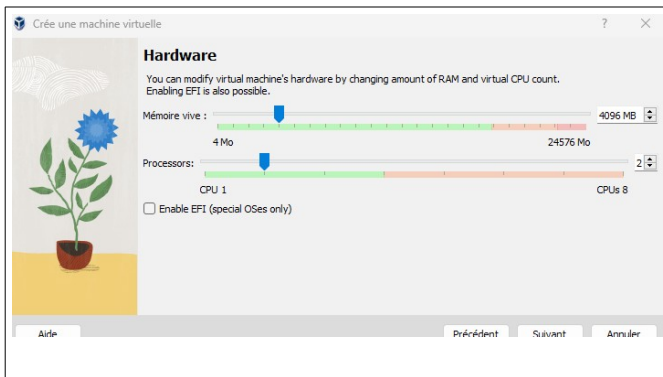 Crée une machine virtuelle
?
Hardware
You can modify virtual machine's hardware by changing amount of RAM and virtual CPU count.
Enabling EFI is also possible.
Mémoire vive : 4096 MB
4 Mo 24576 Mo
Processors: 2
CPU 1 CPUs 8
Enable EFI (special OSes only)
Aide Précédent Suivant Annuler